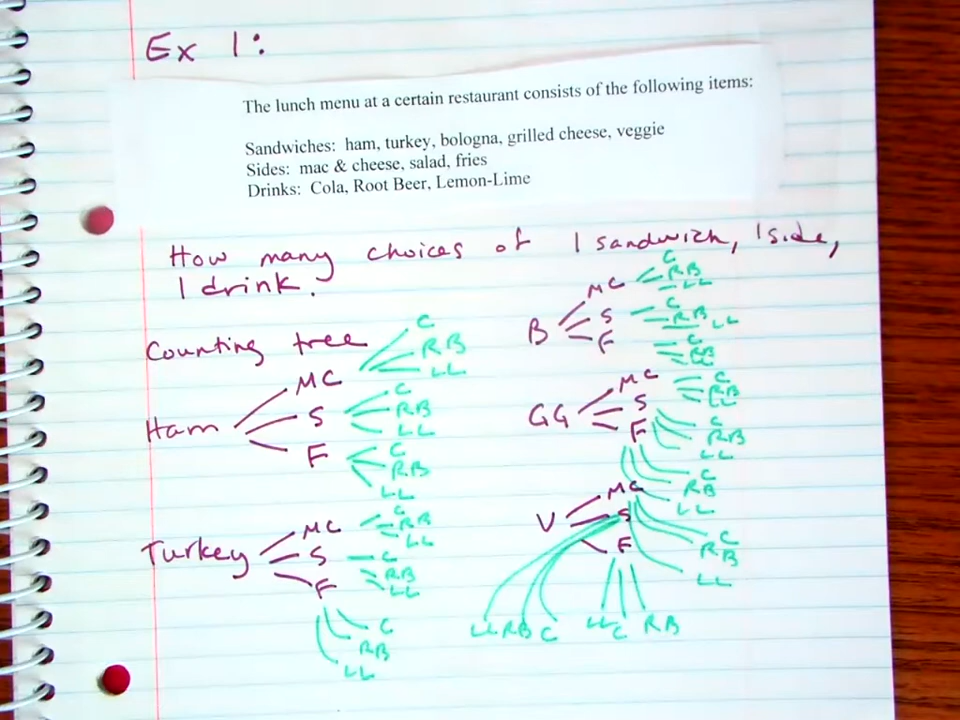 Ex 1:
The lunch menu at a certain restaurant consists of the following items:
Sandwiches: ham, turkey, bologna, grilled cheese, veggie
Sides: mac & cheese, salad, fries
Drinks: Cola, Root Beer, Lemon-Lime
How many choices of 1 sandwich, 1 side,
1 drink.
Counting tree
Ham
MC
C
RB
LL
S
C
RB
LL
F
C
RB
LL
Turkey
MC
C
RB
LL
S
C
RB
LL
F
C
RB
LL
B
MC
C
RB
LL
S
C
RB
LL
F
C
RB
LL
GG
MC
C
RB
LL
S
C
RB
LL
F
C
RB
LL
V
MC
C
RB
LL
S
LL RB C
F
LL C RB